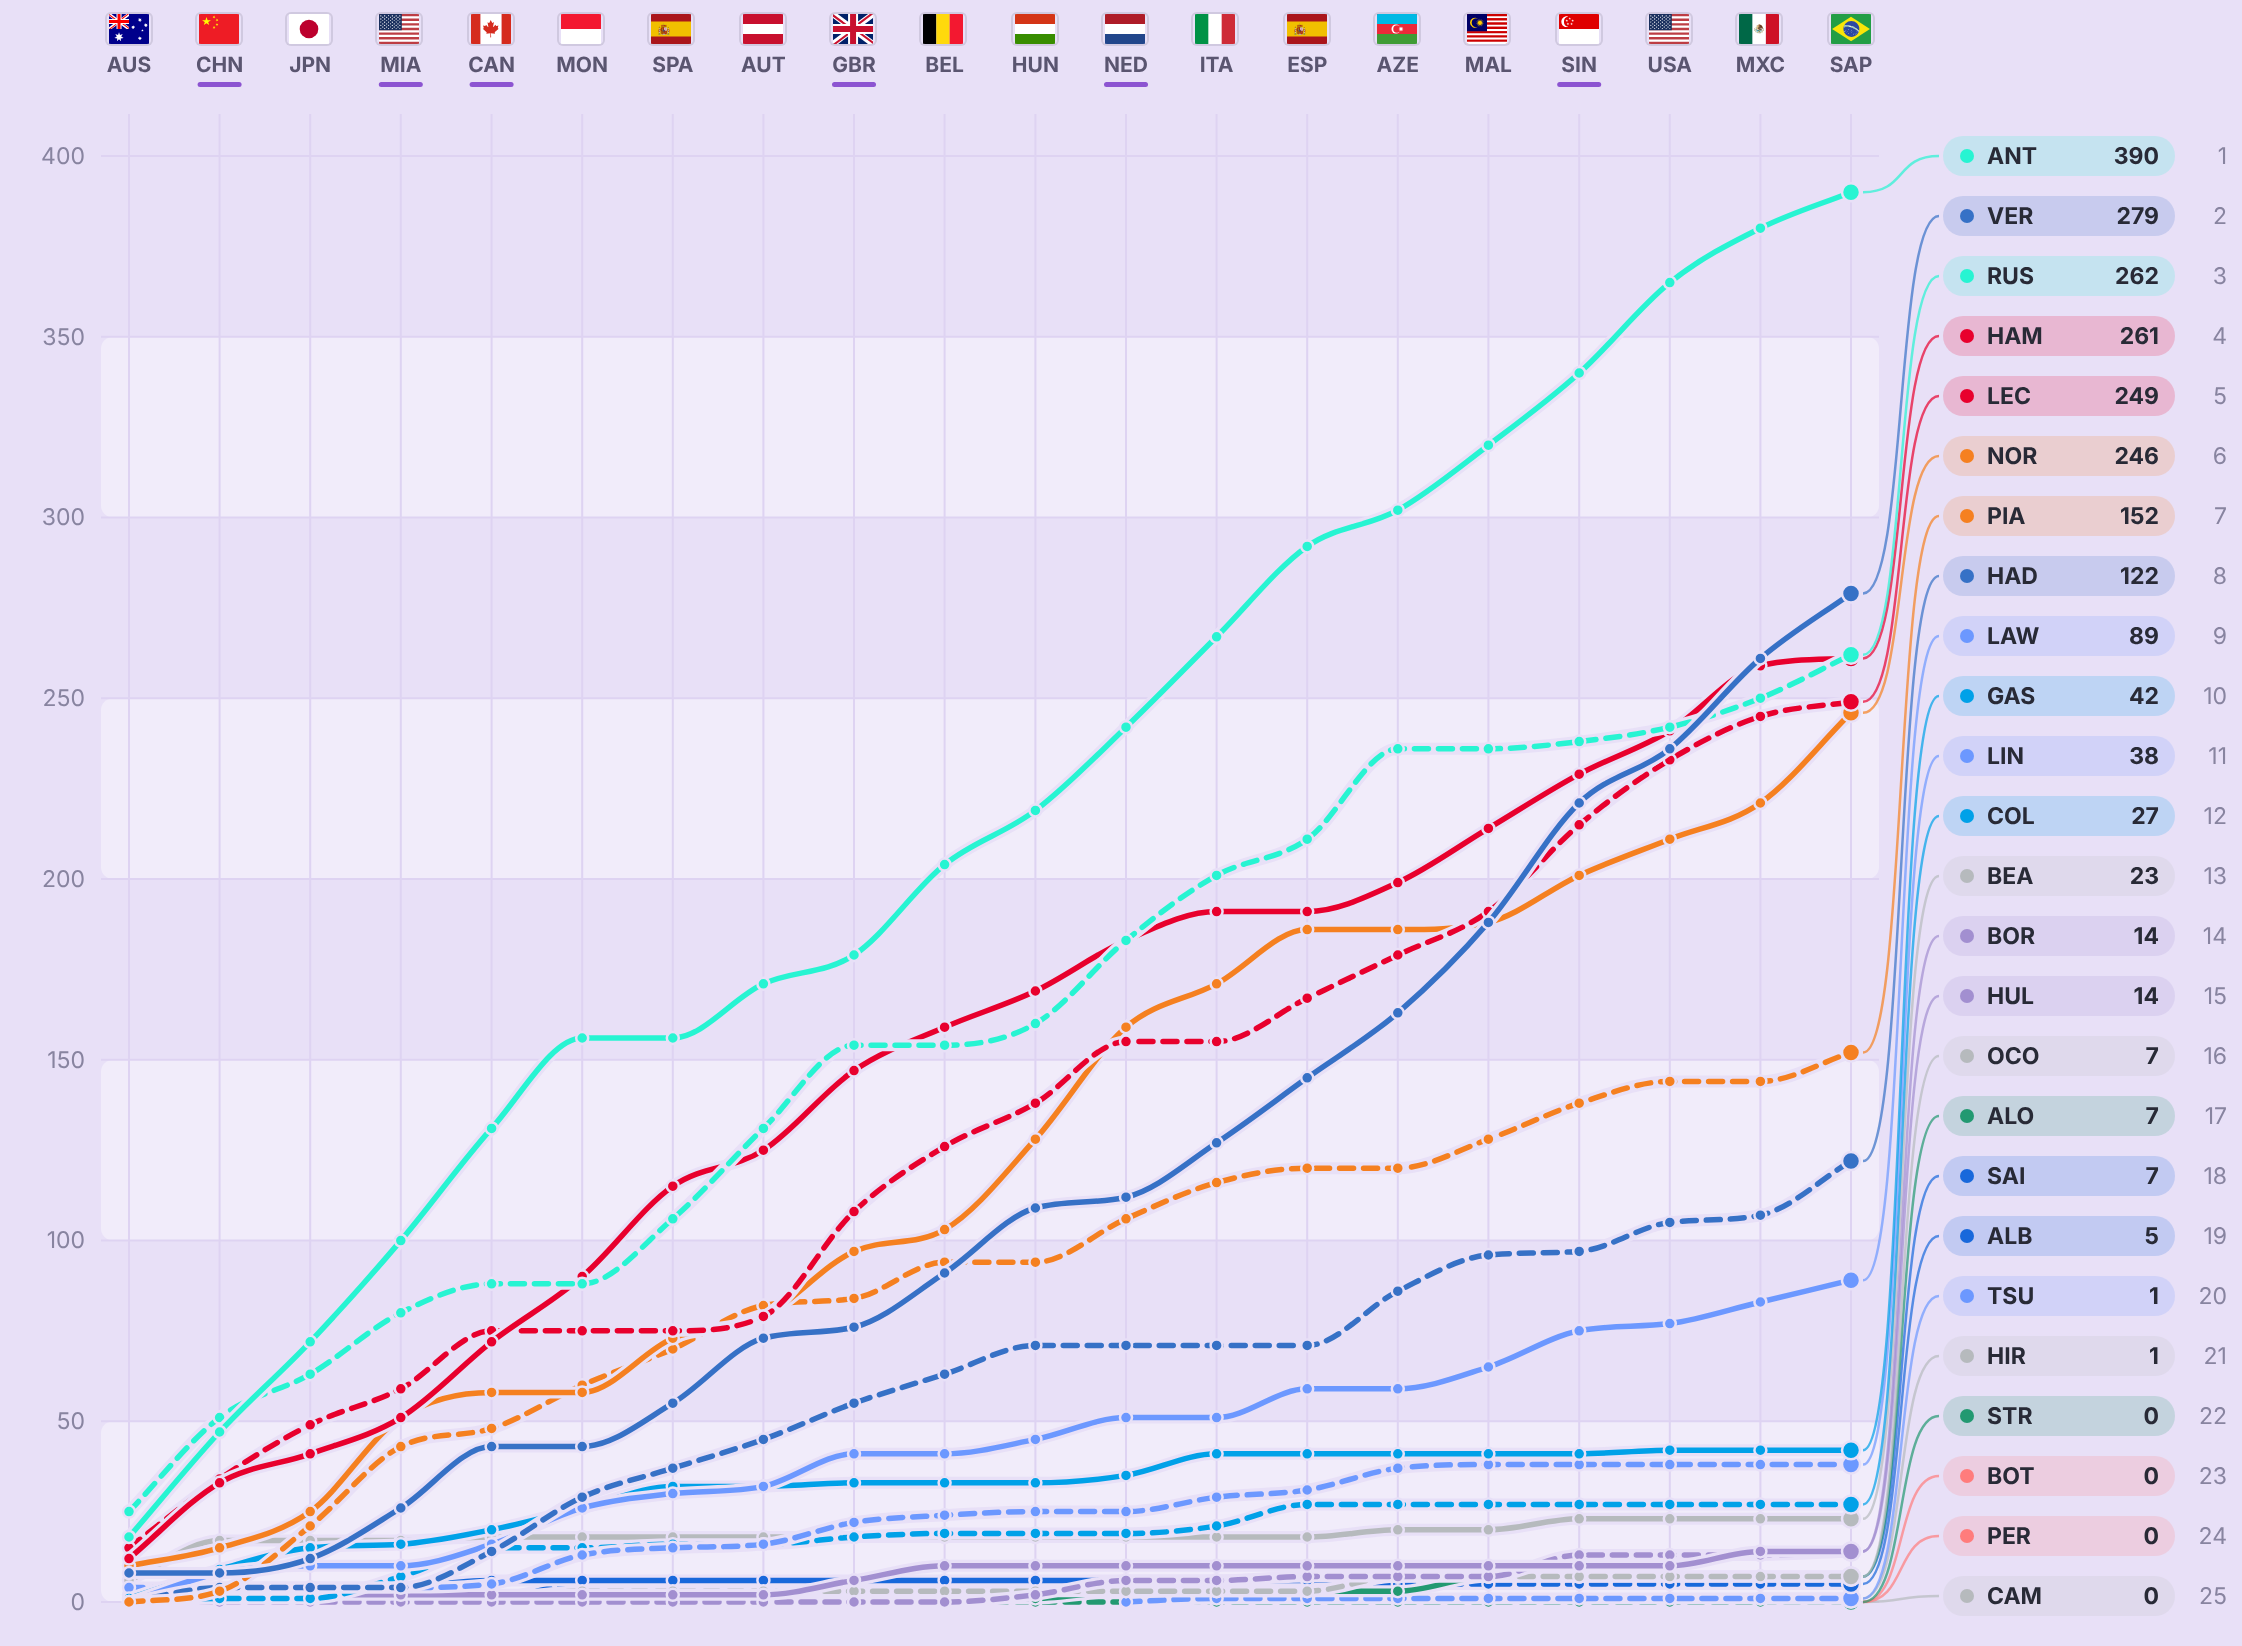 AUS CHN JPN MIA CAN MON SPA AUT GBR BEL HUN NED ITA ESP AZE MAL SIN USA MXC SAP
400
350
300
250
200
150
100
50
0
ANT 390 1
VER 279 2
RUS 262 3
HAM 261 4
LEC 249 5
NOR 246 6
PIA 152 7
HAD 122 8
LAW 89 9
GAS 42 10
LIN 38 11
COL 27 12
BEA 23 13
BOR 14 14
HUL 14 15
OCO 7 16
ALO 7 17
SAI 7 18
ALB 5 19
TSU 1 20
HIR 1 21
STR 0 22
BOT 0 23
PER 0 24
CAM 0 25